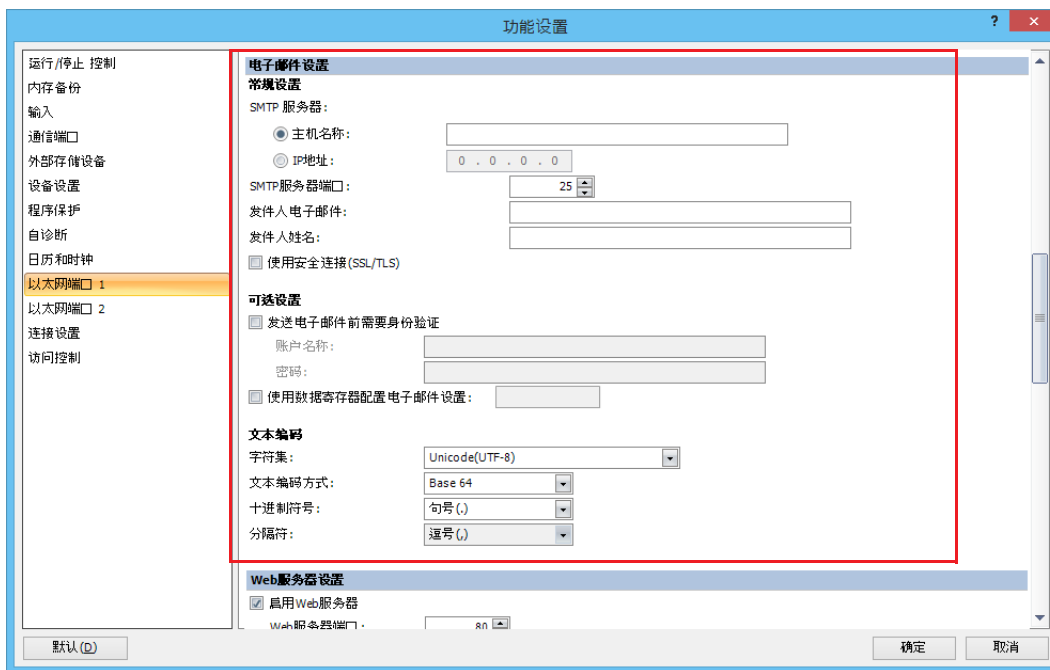 功能设置
?
×
运行/停止 控制
内存备份
输入
通信端口
外部存储设备
设备设置
程序保护
自诊断
日历和时钟
以太网端口 1
以太网端口 2
连接设置
访问控制
电子邮件设置
常规设置
SMTP 服务器:
主机名称:
IP地址: 0 . 0 . 0 . 0
SMTP服务器端口: 25
发件人电子邮件:
发件人姓名:
使用安全连接(SSL/TLS)
可选设置
发送电子邮件前需要身份验证
账户名称:
密码:
使用数据寄存器配置电子邮件设置:
文本编码
字符集: Unicode(UTF-8)
文本编码方式: Base 64
十进制符号: 句号(.)
分隔符: 逗号(,)
Web服务器设置
启用Web服务器
Web服务器端口: 80
默认(D)
确定
取消